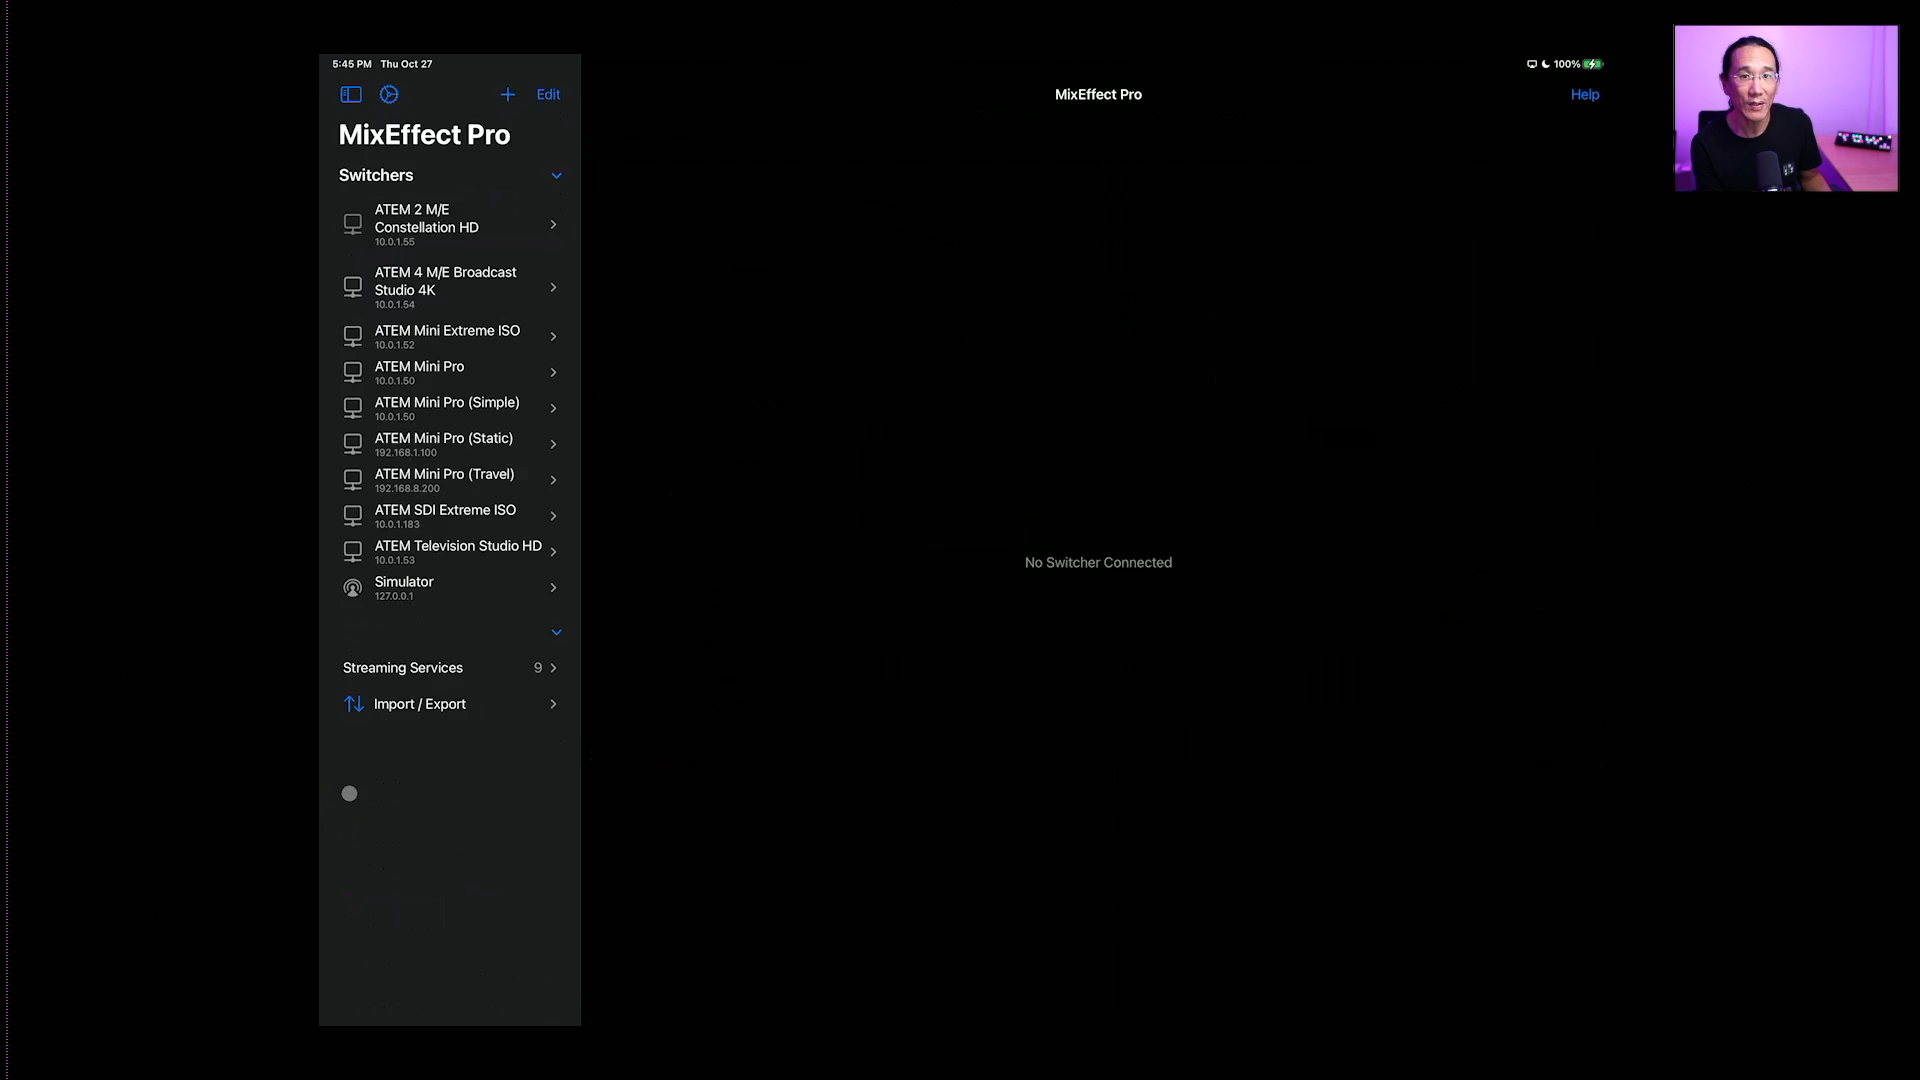 5:45 PM Thu Oct 27
100%
Edit
MixEffect Pro
Help
MixEffect Pro
Switchers
ATEM 2 M/E
Constellation HD
10.0.1.55
ATEM 4 M/E Broadcast
Studio 4K
10.0.1.54
ATEM Mini Extreme ISO
10.0.1.52
ATEM Mini Pro
10.0.1.50
ATEM Mini Pro (Simple)
10.0.1.50
ATEM Mini Pro (Static)
192.168.1.100
ATEM Mini Pro (Travel)
192.168.8.200
ATEM SDI Extreme ISO
10.0.1.183
ATEM Television Studio HD
10.0.1.53
Simulator
127.0.0.1
Streaming Services 9
Import / Export
No Switcher Connected